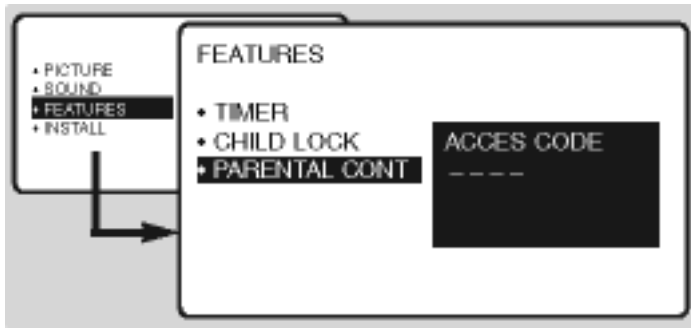 • PICTURE
• SOUND
• FEATURES
• INSTALL
FEATURES
• TIMER
• CHILD LOCK
• PARENTAL CONT
ACCES CODE
– – – –